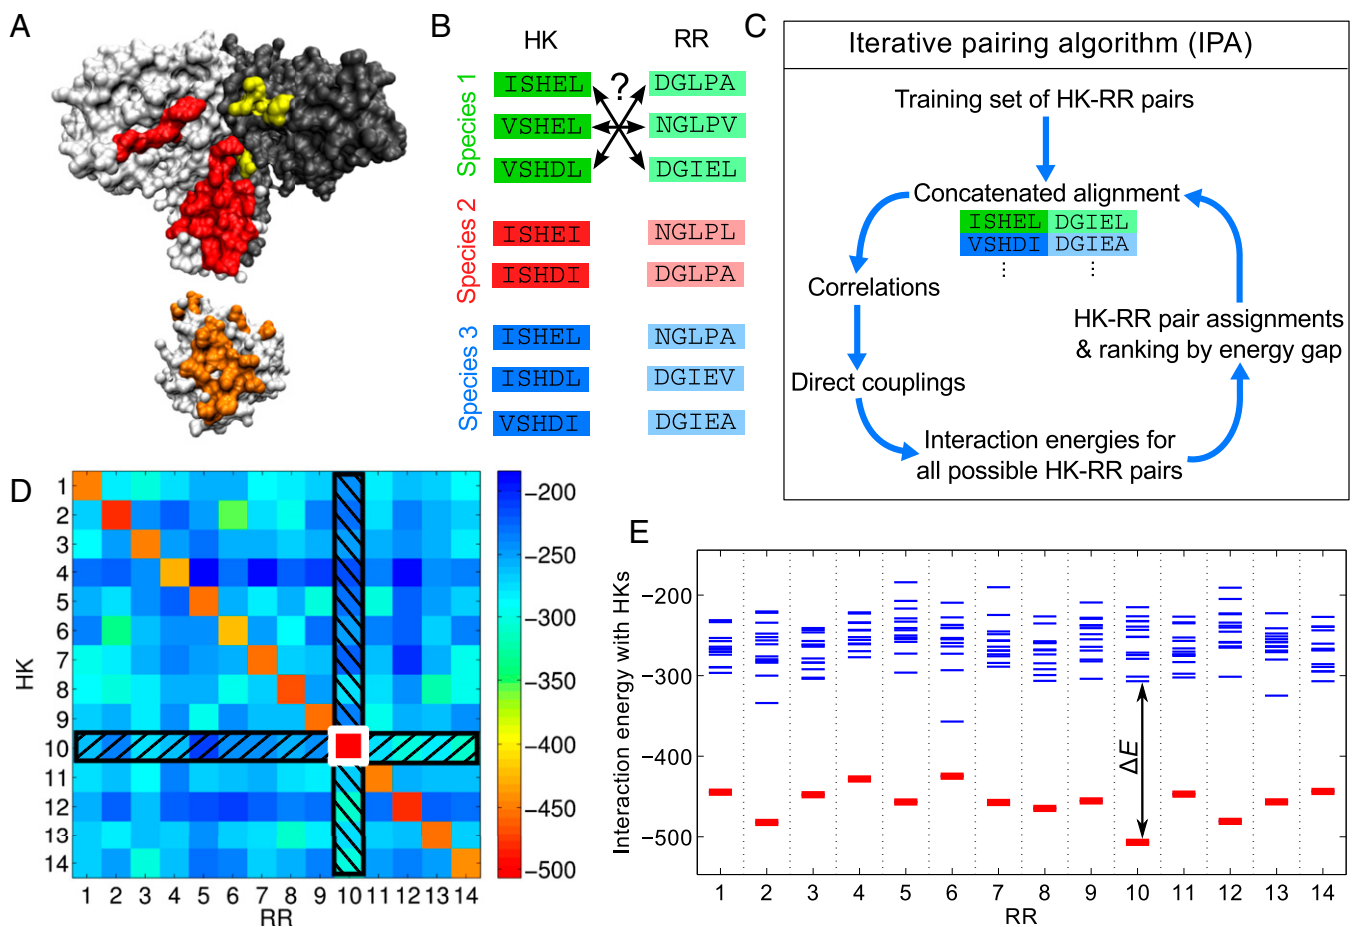 A
B
HK
RR
Species 1
ISHEL
DGLPA
?
VSHEL
NGLPV
VSHDL
DGIEL
Species 2
ISHEI
NGLPL
ISHDI
DGLPA
Species 3
ISHEL
NGLPA
ISHDL
DGIEV
VSHDI
DGIEA
C
Iterative pairing algorithm (IPA)
Training set of HK-RR pairs
Concatenated alignment
ISHEL DGIEL
VSHDI DGIEA
⋮ ⋮
Correlations
Direct couplings
Interaction energies for
all possible HK-RR pairs
HK-RR pair assignments
& ranking by energy gap
D
HK
1
2
3
4
5
6
7
8
9
10
11
12
13
14
1 2 3 4 5 6 7 8 9 10 11 12 13 14
RR
−200
−250
−300
−350
−400
−450
−500
E
Interaction energy with HKs
−200
−300
−400
−500
ΔE
1 2 3 4 5 6 7 8 9 10 11 12 13 14
RR